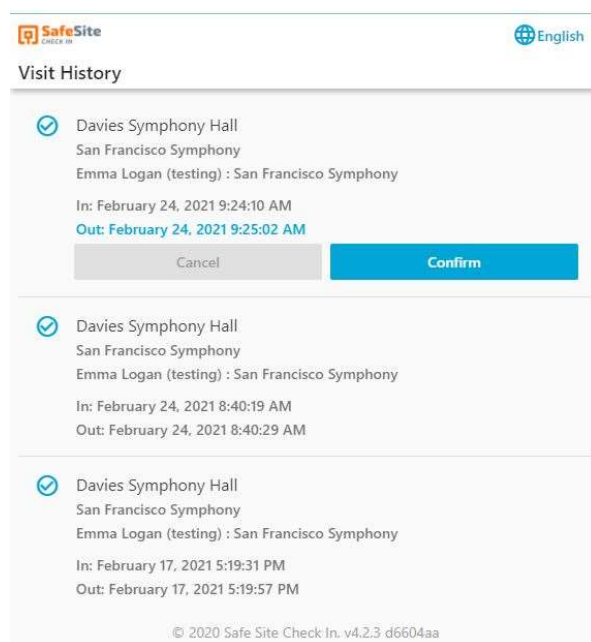 SafeSite
CHECK IN
English
Visit History
Davies Symphony Hall
San Francisco Symphony
Emma Logan (testing) : San Francisco Symphony
In: February 24, 2021 9:24:10 AM
Out: February 24, 2021 9:25:02 AM
Cancel Confirm
Davies Symphony Hall
San Francisco Symphony
Emma Logan (testing) : San Francisco Symphony
In: February 24, 2021 8:40:19 AM
Out: February 24, 2021 8:40:29 AM
Davies Symphony Hall
San Francisco Symphony
Emma Logan (testing) : San Francisco Symphony
In: February 17, 2021 5:19:31 PM
Out: February 17, 2021 5:19:57 PM
© 2020 Safe Site Check In. v4.2.3 d6604aa